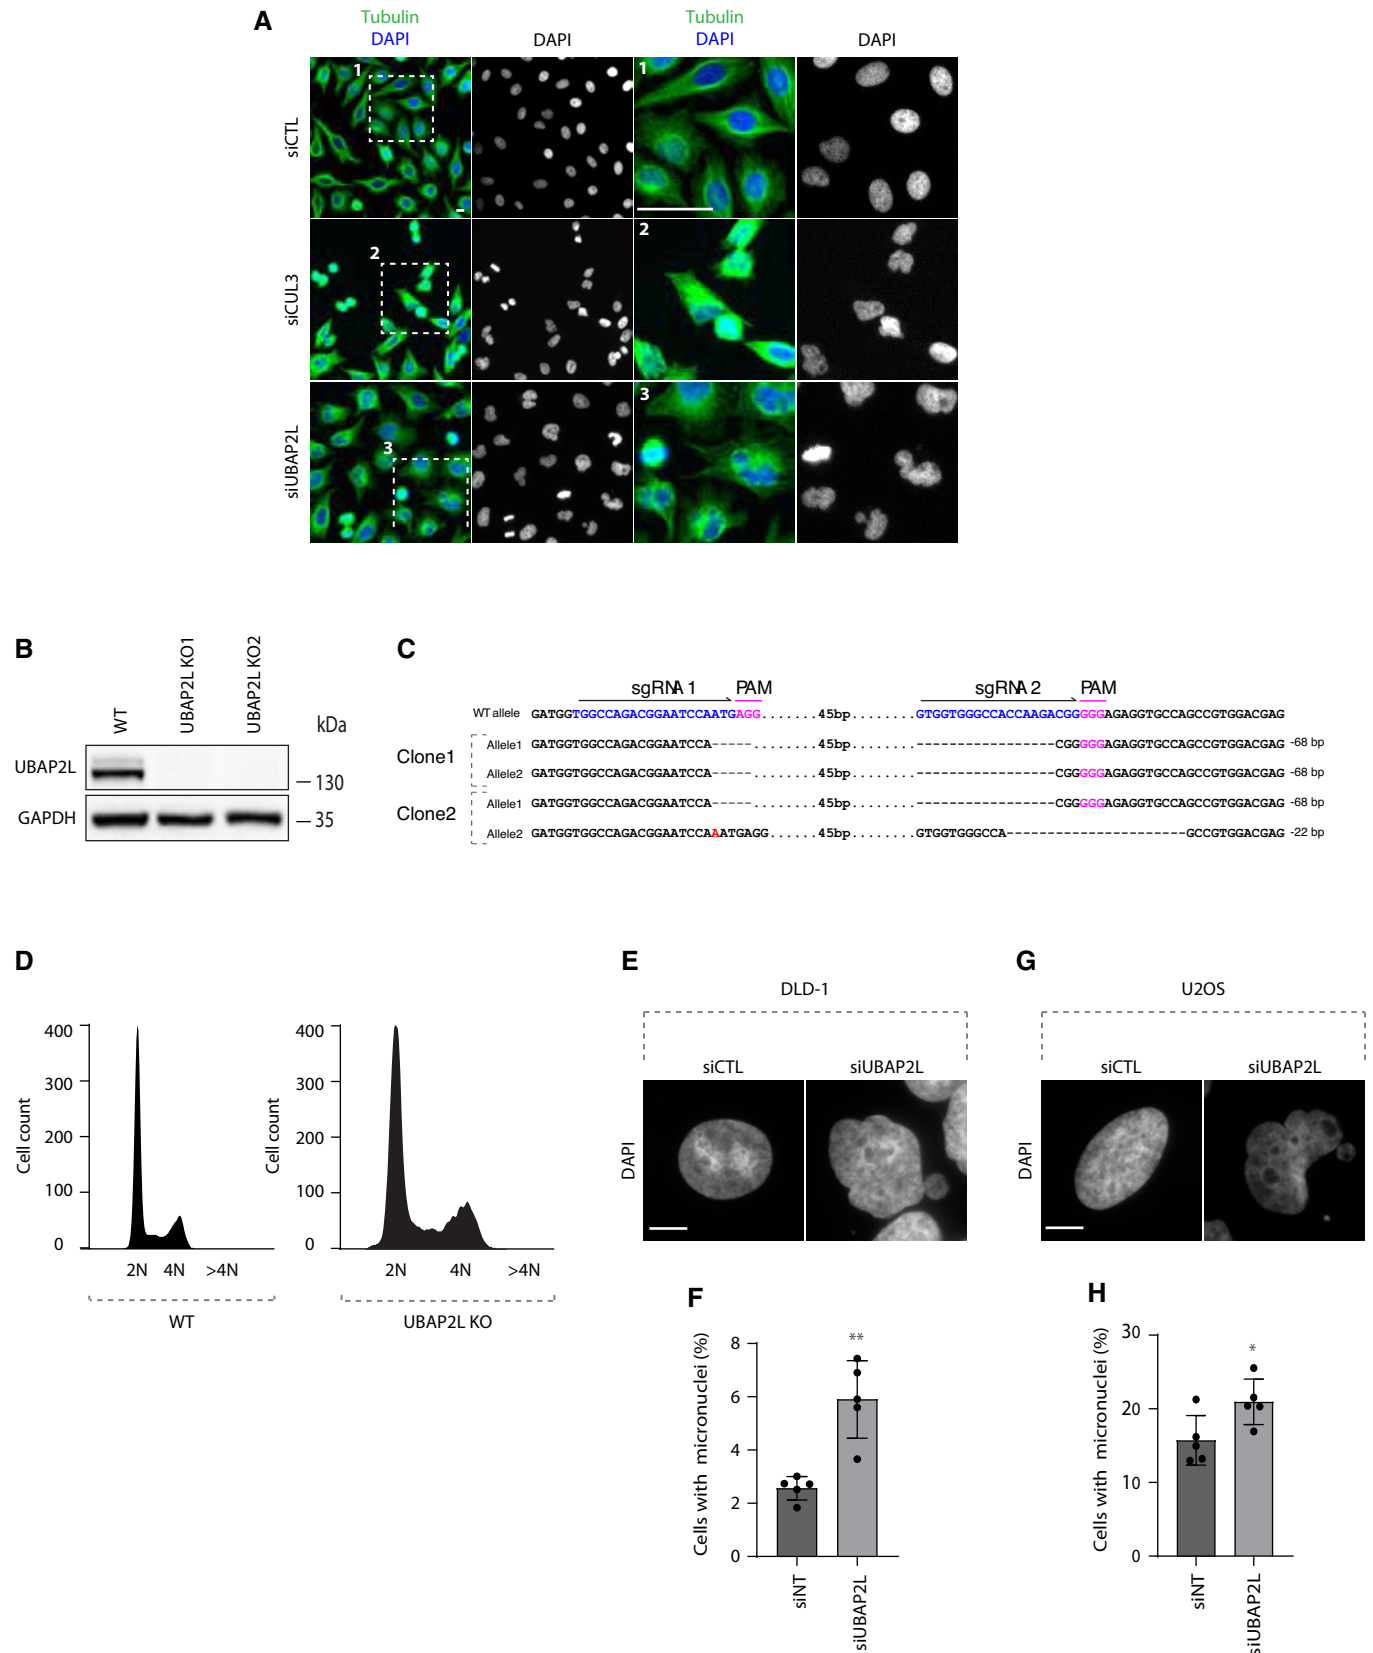 A
Tubulin
DAPI
DAPI
Tubulin
DAPI
DAPI
siCTL
1
1
siCUL3
2
2
siUBAP2L
3
3
B
WT
UBAP2L KO1
UBAP2L KO2
kDa
UBAP2L
130
GAPDH
35
C
sgRNA 1 PAM sgRNA 2 PAM
WT allele GATGGTGGCCAGACGGAATCCAATGAGG.......45bp........GTGGTGGGCCACCAAGACGGGGGAGAGGTGCCAGCCGTGGACGAG
Clone1
Allele1 GATGGTGGCCAGACGGAATCCA-----.......45bp........----------------CGGGGGAGAGGTGCCAGCCGTGGACGAG -68 bp
Allele2 GATGGTGGCCAGACGGAATCCA-----.......45bp........----------------CGGGGGAGAGGTGCCAGCCGTGGACGAG -68 bp
Clone2
Allele1 GATGGTGGCCAGACGGAATCCA-----.......45bp........----------------CGGGGGAGAGGTGCCAGCCGTGGACGAG -68 bp
Allele2 GATGGTGGCCAGACGGAATCCAAATGAGG.......45bp........GTGGTGGGCCA---------------------GCCGTGGACGAG -22 bp
D
Cell count
400
300
200
100
0
2N 4N >4N
WT
Cell count
400
300
200
100
0
2N 4N >4N
UBAP2L KO
E
DLD-1
siCTL siUBAP2L
DAPI
G
U2OS
siCTL siUBAP2L
DAPI
F
Cells with micronuclei (%)
8
6
4
2
0
**
siNT
siUBAP2L
H
Cells with micronuclei (%)
30
20
10
0
*
siNT
siUBAP2L